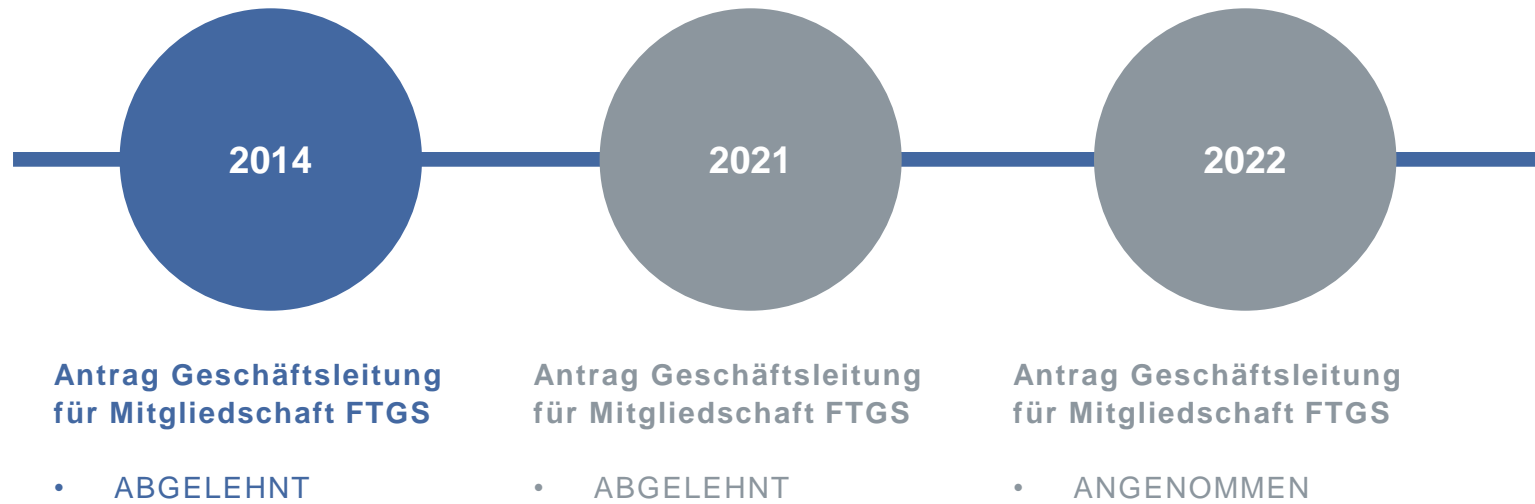 2014
2021
2022
Antrag Geschäftsleitung
für Mitgliedschaft FTGS
• ABGELEHNT
Antrag Geschäftsleitung
für Mitgliedschaft FTGS
• ABGELEHNT
Antrag Geschäftsleitung
für Mitgliedschaft FTGS
• ANGENOMMEN